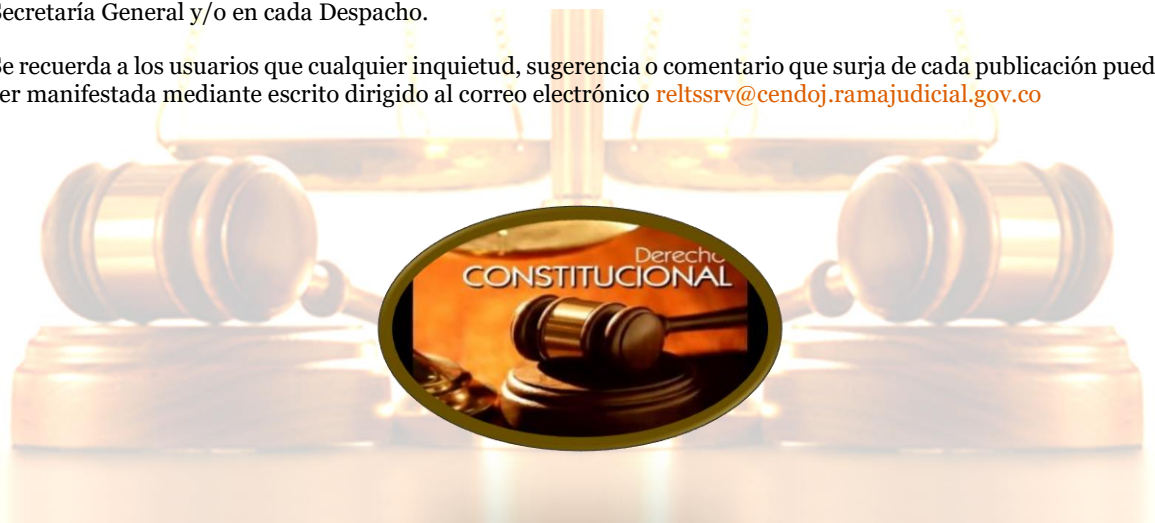 Secretaría General y/o en cada Despacho.
Se recuerda a los usuarios que cualquier inquietud, sugerencia o comentario que surja de cada publicación pued
ser manifestada mediante escrito dirigido al correo electrónico reltssrv@cendoj.ramajudicial.gov.co
Derecho
CONSTITUCIONAL